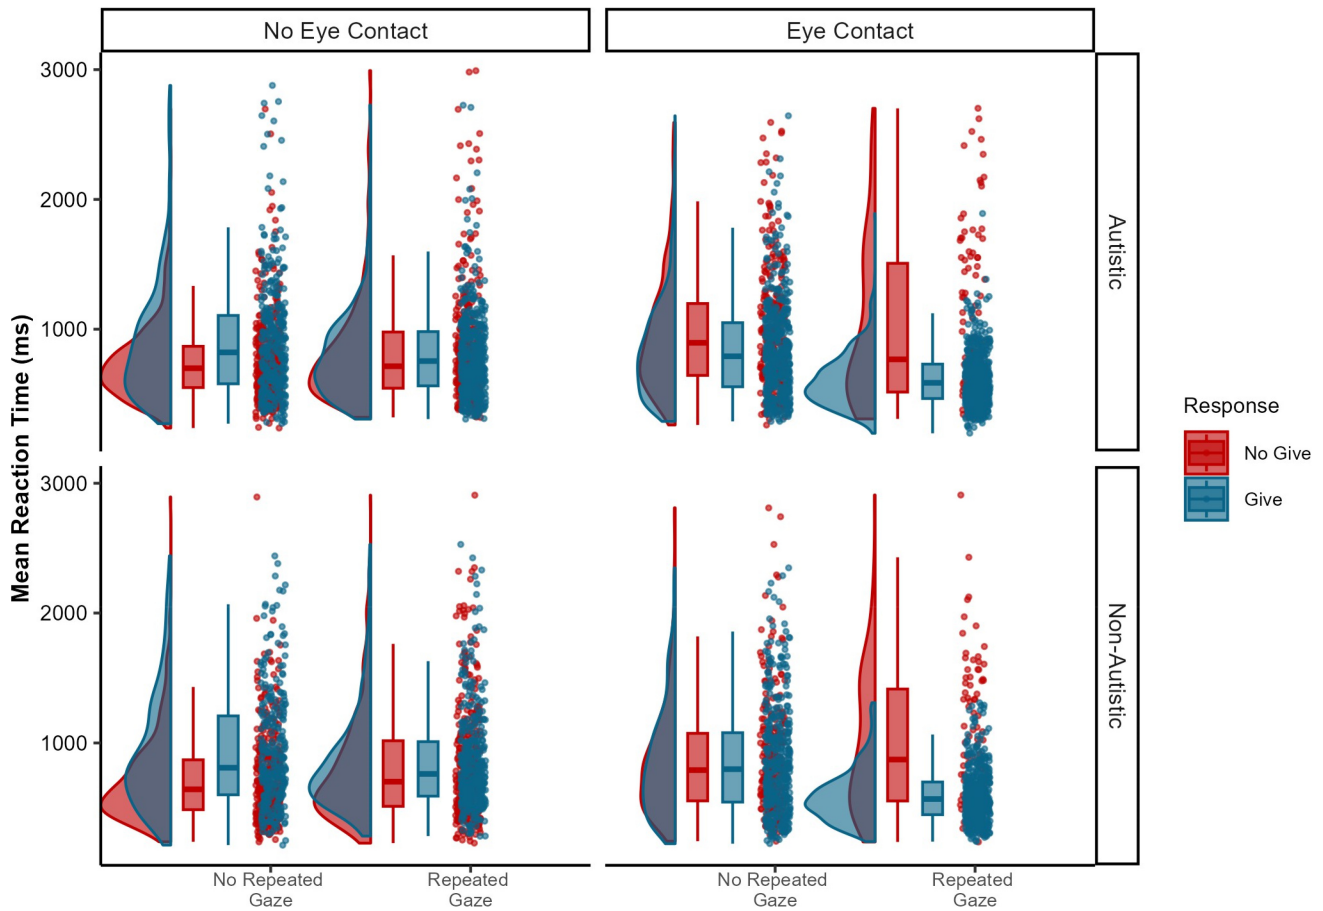 No Eye Contact
Eye Contact
Mean Reaction Time (ms)
3000
2000
1000
Autistic
3000
2000
1000
Non-Autistic
No Repeated
Gaze
Repeated
Gaze
No Repeated
Gaze
Repeated
Gaze
Response
No Give
Give